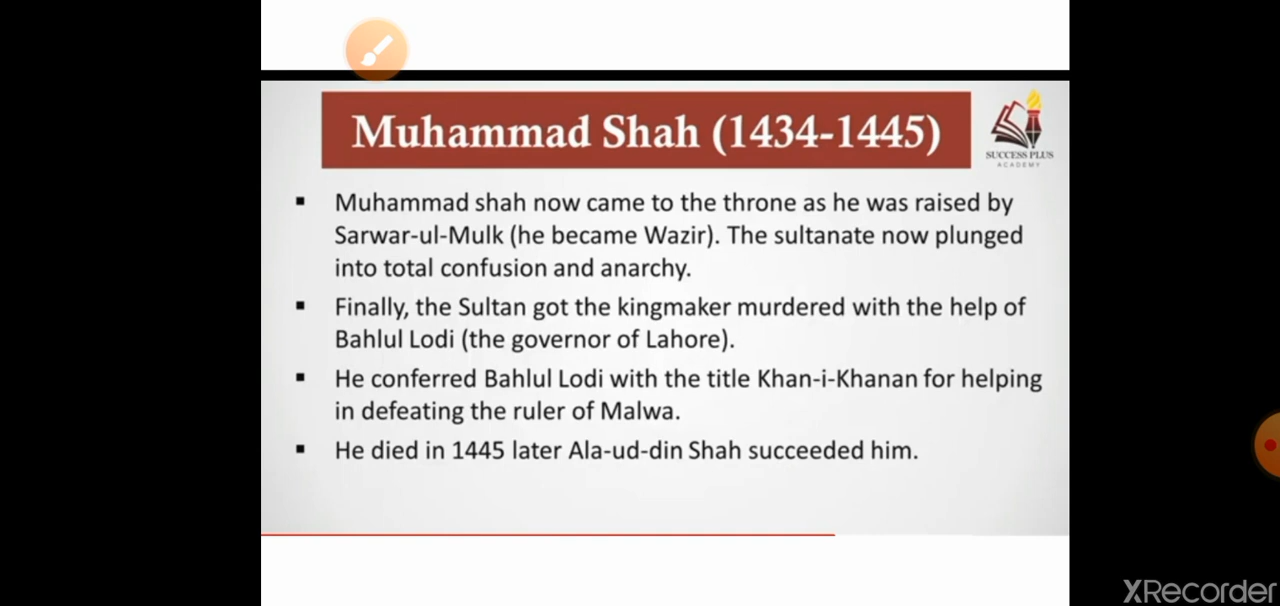 Muhammad Shah (1434-1445)
SUCCESS PLUS
ACADEMY
▪ Muhammad shah now came to the throne as he was raised by
Sarwar-ul-Mulk (he became Wazir). The sultanate now plunged
into total confusion and anarchy.
▪ Finally, the Sultan got the kingmaker murdered with the help of
Bahlul Lodi (the governor of Lahore).
▪ He conferred Bahlul Lodi with the title Khan-i-Khanan for helping
in defeating the ruler of Malwa.
▪ He died in 1445 later Ala-ud-din Shah succeeded him.
XRecorder